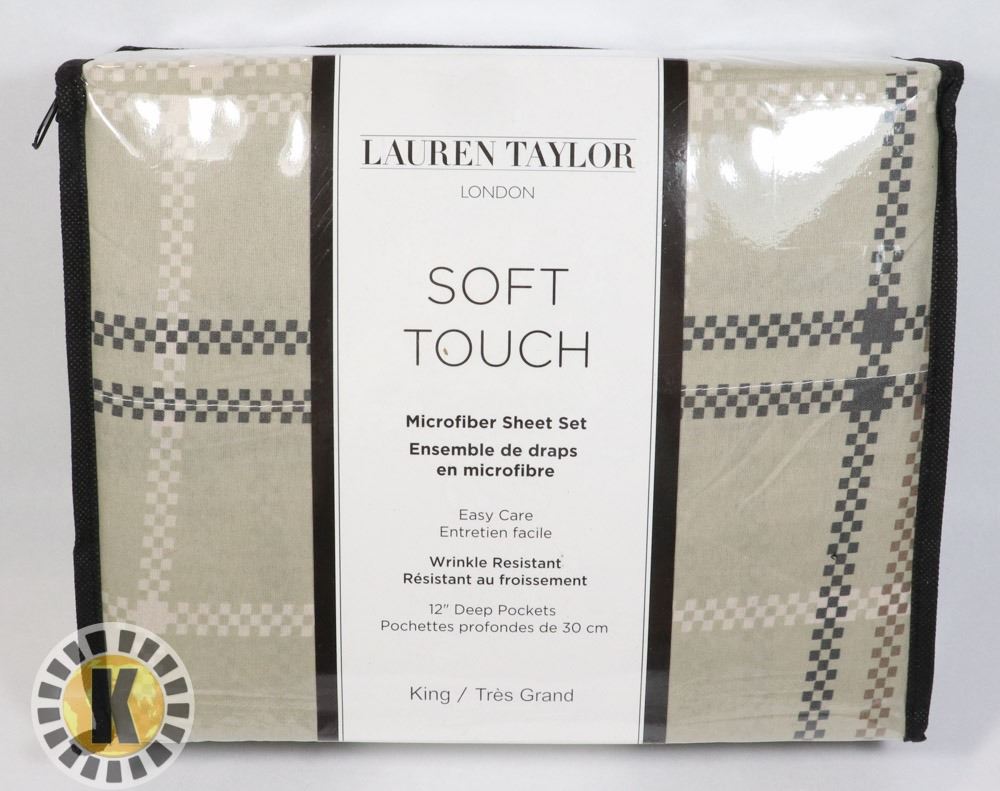 LAUREN TAYLOR
LONDON
SOFT
TOUCH
Microfiber Sheet Set
Ensemble de draps
en microfibre
Easy Care
Entretien facile
Wrinkle Resistant
Résistant au froissement
12" Deep Pockets
Pochettes profondes de 30 cm
King / Très Grand
K